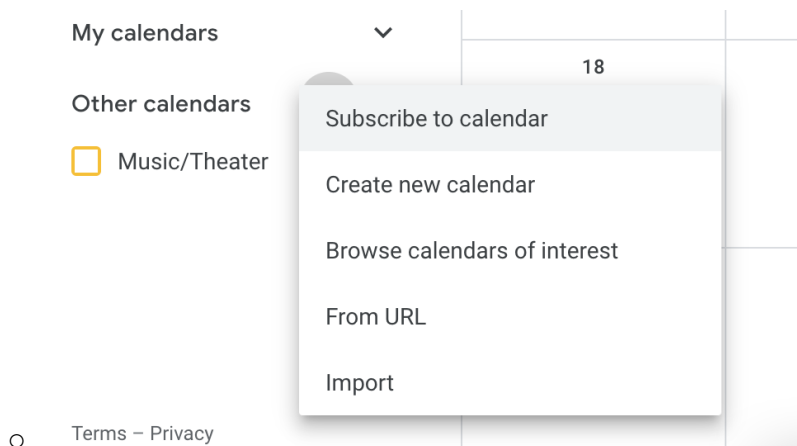 My calendars
18
Other calendars
Subscribe to calendar
Music/Theater
Create new calendar
Browse calendars of interest
From URL
Import
Terms – Privacy